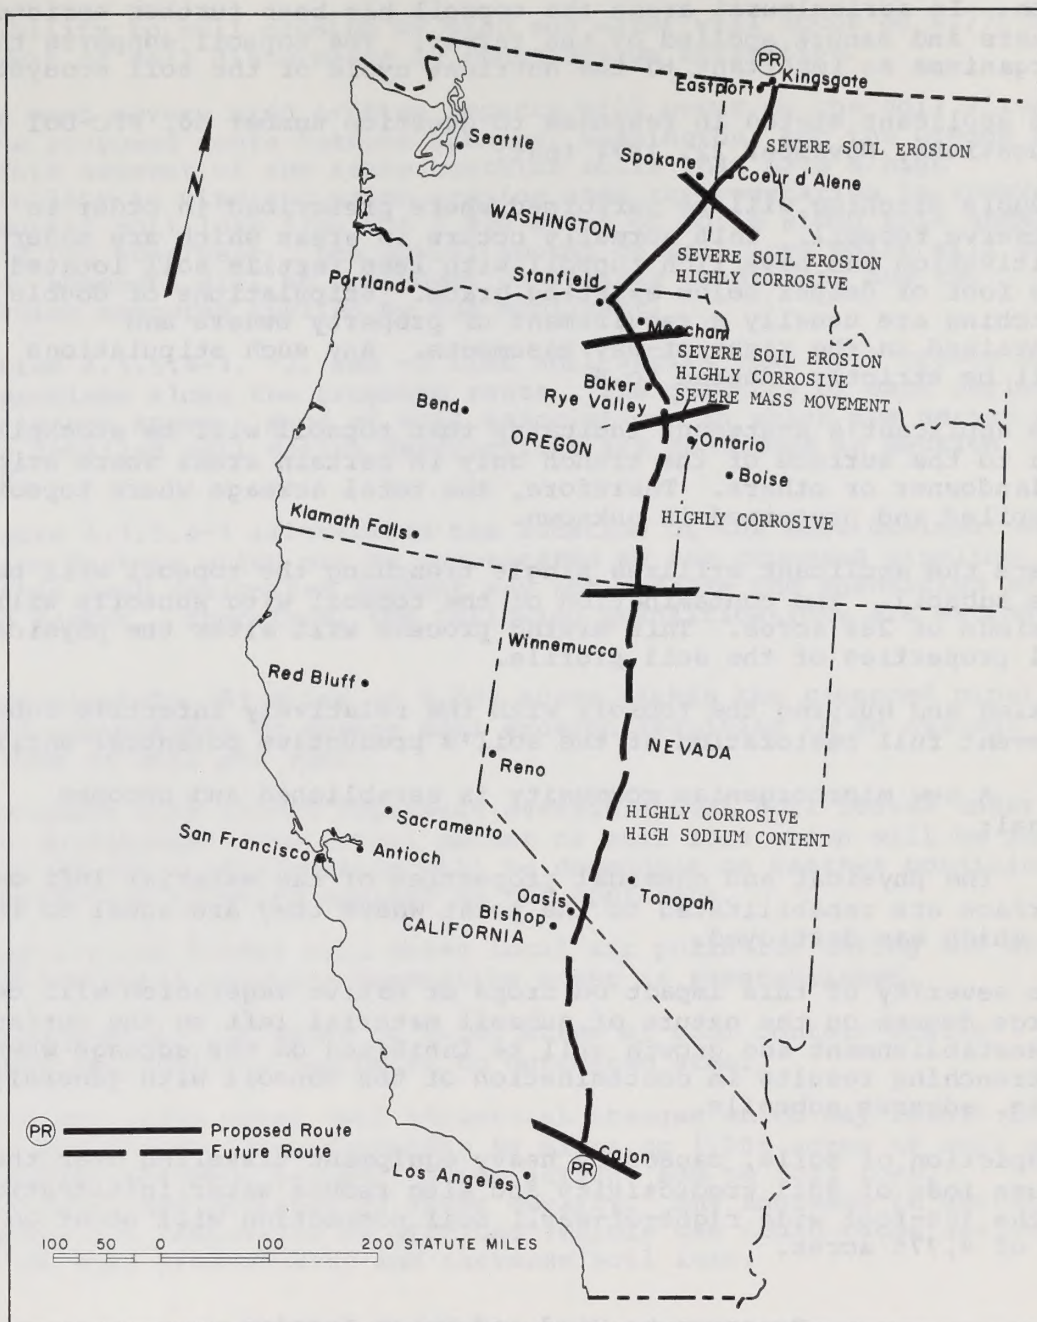 PR
Kingsgate
Eastport
Seattle
SEVERE SOIL EROSION
Spokane
Coeur d'Alene
N
WASHINGTON
SEVERE SOIL EROSION
HIGHLY CORROSIVE
Stanfield
Portland
Meacham
SEVERE SOIL EROSION
HIGHLY CORROSIVE
SEVERE MASS MOVEMENT
Baker
Rye Valley
Bend
OREGON
Ontario
Boise
HIGHLY CORROSIVE
Klamath Falls
Winnemucca
Red Bluff
NEVADA
Reno
HIGHLY CORROSIVE
HIGH SODIUM CONTENT
Sacramento
San Francisco
Antioch
Tonopah
Oasis
Bishop
CALIFORNIA
PR
Proposed Route
Future Route
Cajon
PR
Los Angeles
100 50 0 100 200 STATUTE MILES